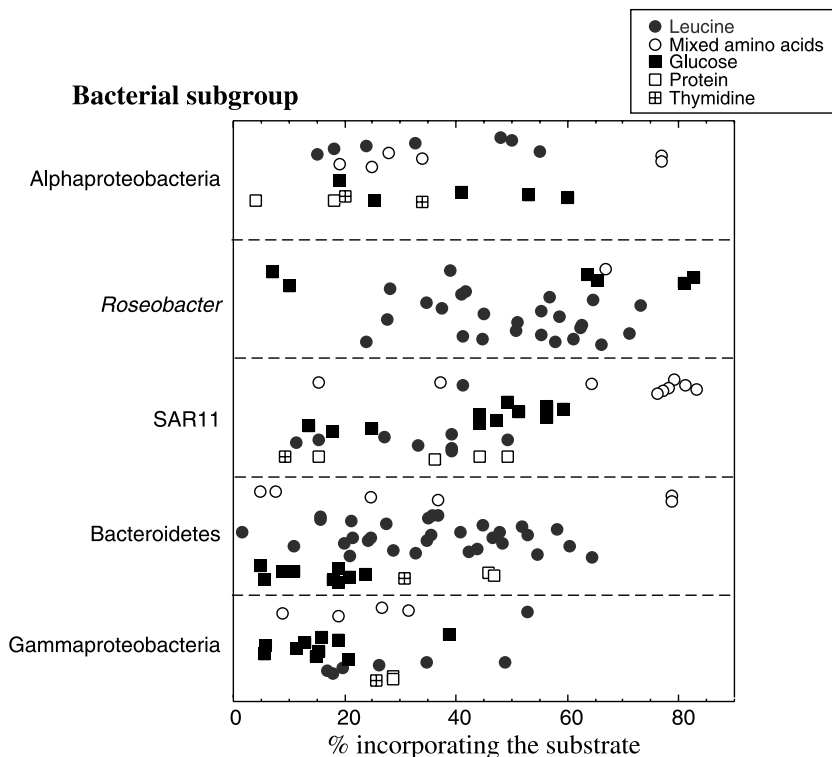 Leucine
Mixed amino acids
Glucose
Protein
Thymidine
Bacterial subgroup
Alphaproteobacteria
Roseobacter
SAR11
Bacteroidetes
Gammaproteobacteria
0 20 40 60 80
% incorporating the substrate